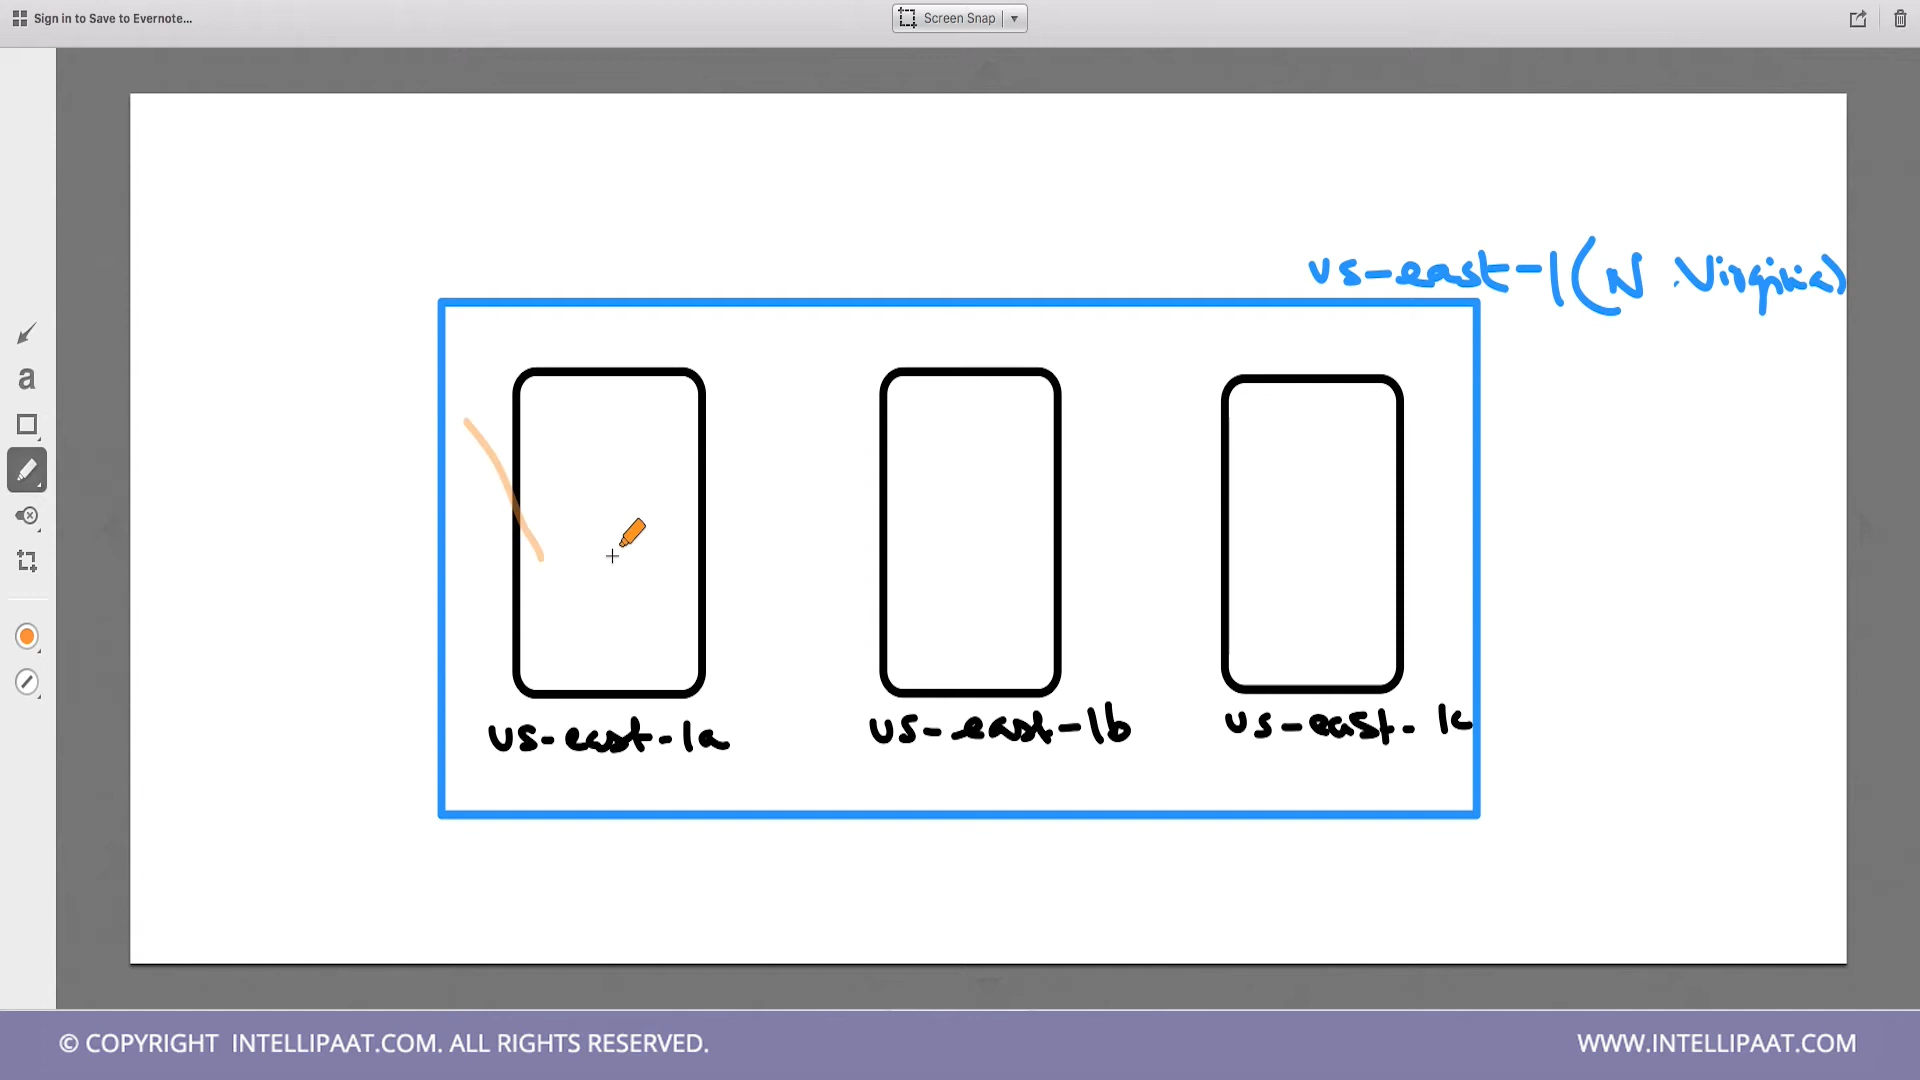 Sign in to Save to Evernote...
Screen Snap
a
us-east-1(N.Virginia)
us-east-1a
us-east-1b
us-east-1c
© COPYRIGHT INTELLIPAAT.COM. ALL RIGHTS RESERVED.
WWW.INTELLIPAAT.COM